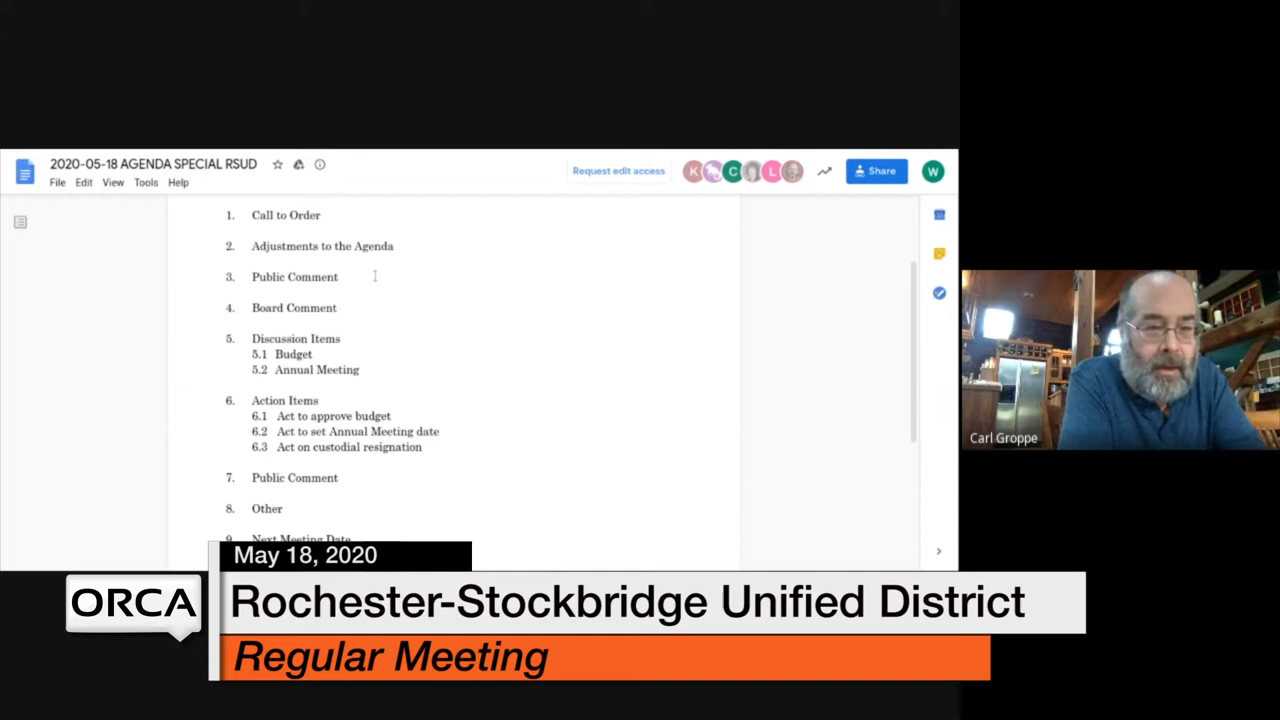 2020-05-18 AGENDA SPECIAL RSUD
File Edit View Tools Help
Request edit access
K
C
L
Share
W
1. Call to Order
2. Adjustments to the Agenda
3. Public Comment
4. Board Comment
5. Discussion Items
5.1 Budget
5.2 Annual Meeting
6. Action Items
6.1 Act to approve budget
6.2 Act to set Annual Meeting date
6.3 Act on custodial resignation
7. Public Comment
8. Other
9. Next Meeting Date
Carl Groppe
May 18, 2020
ORCA
Rochester-Stockbridge Unified District
Regular Meeting